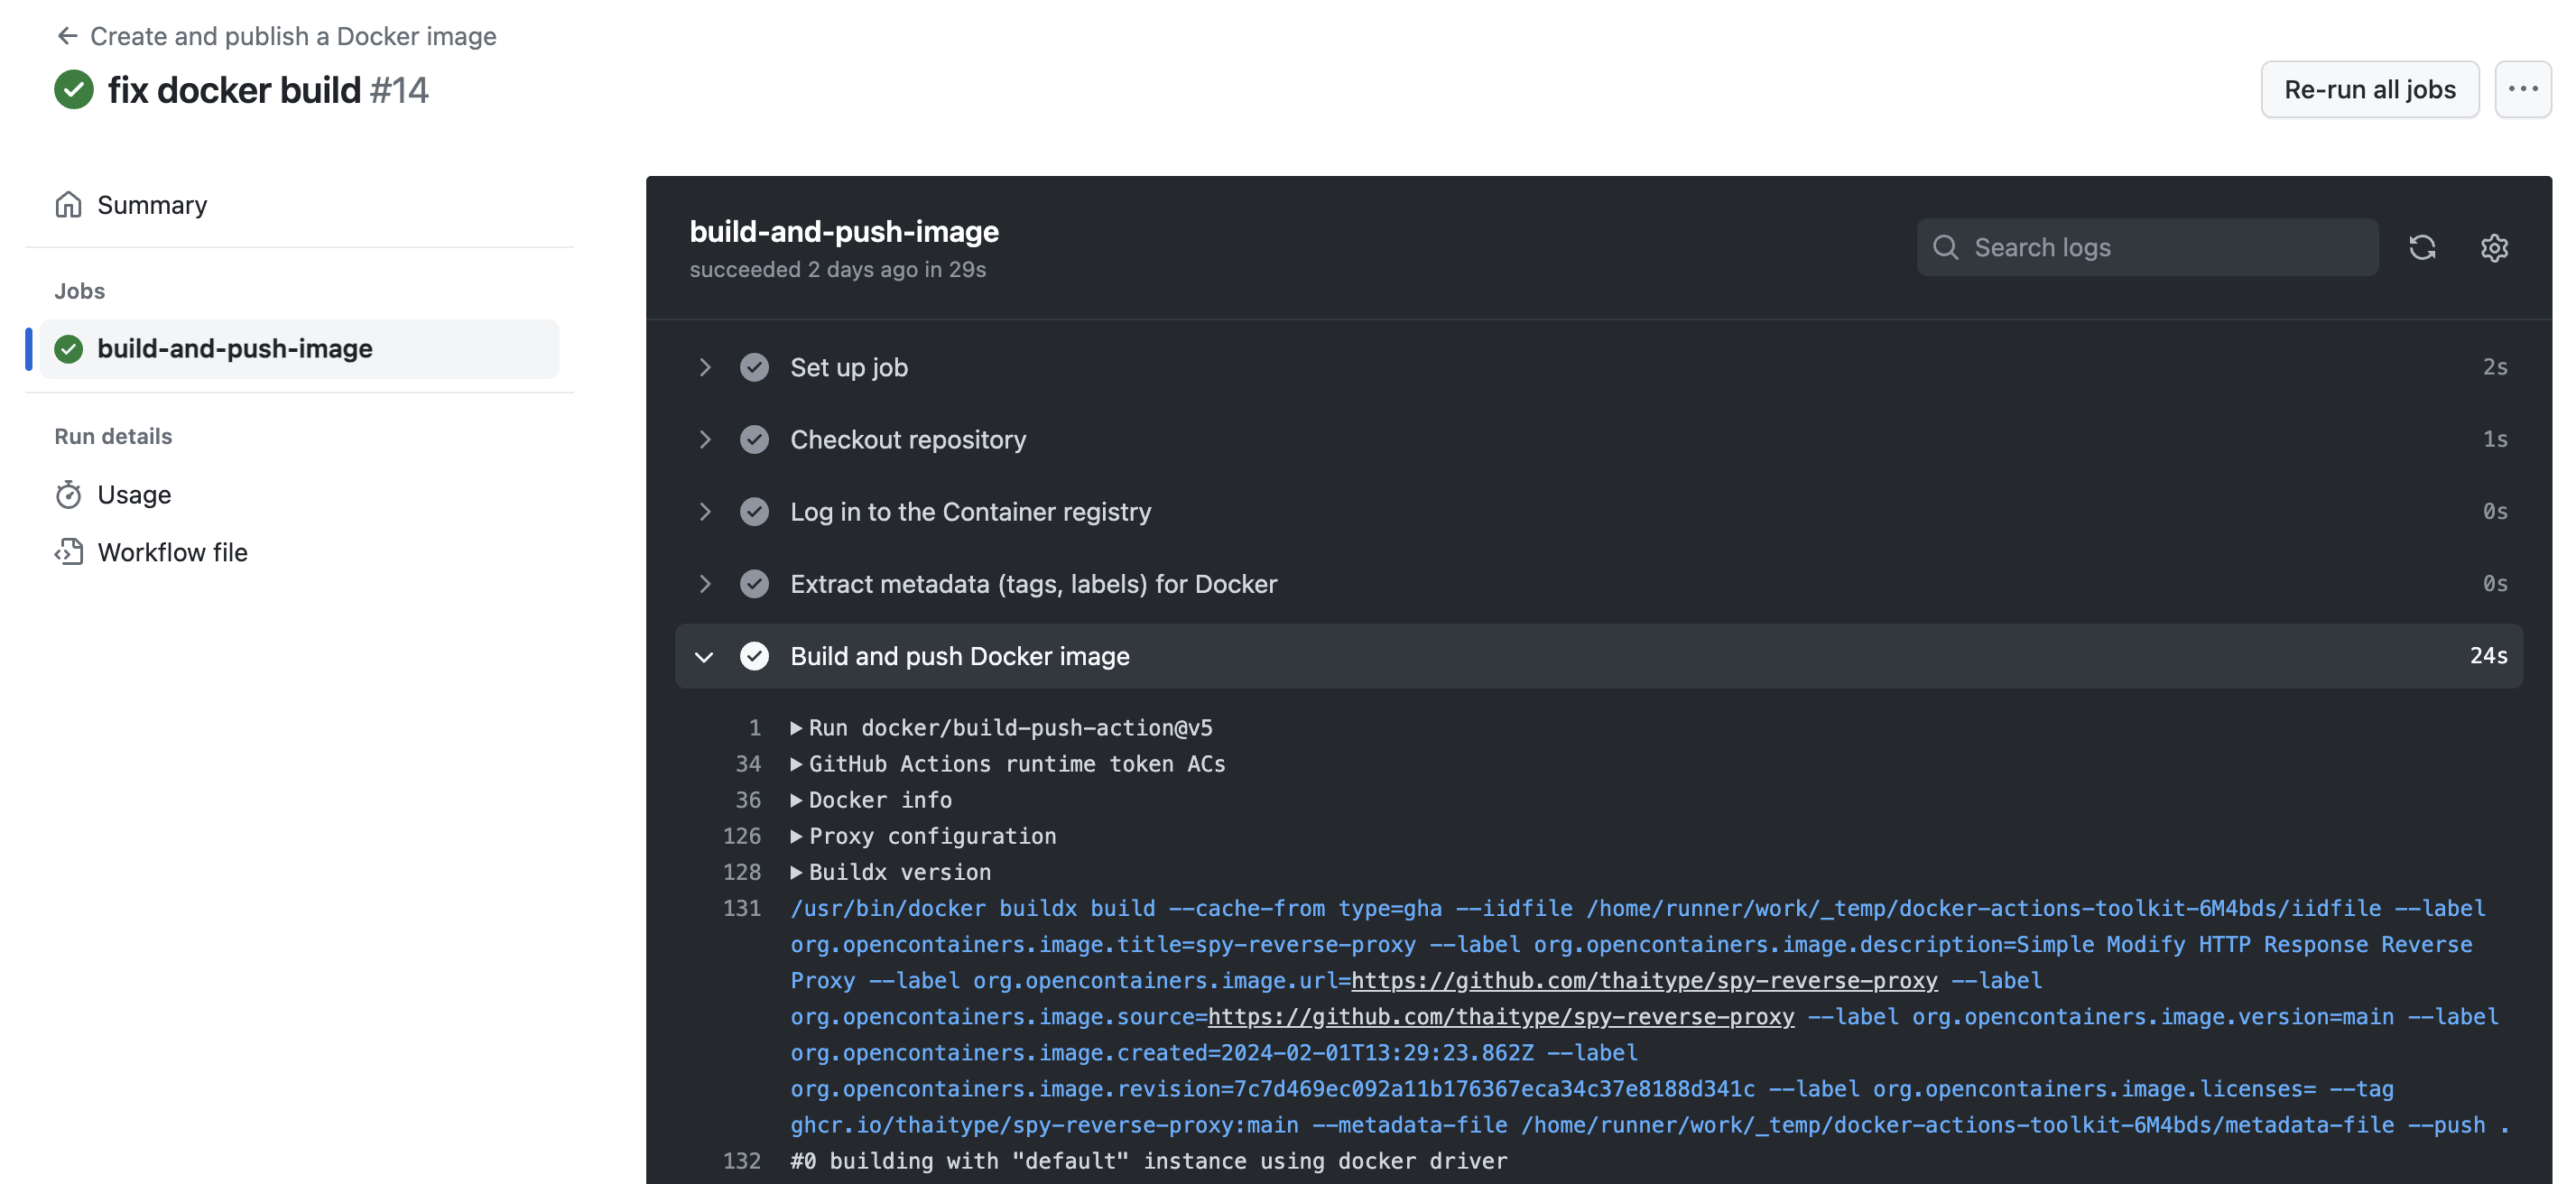 ← Create and publish a Docker image
fix docker build #14
Re-run all jobs
Summary
Jobs
build-and-push-image
Run details
Usage
Workflow file
build-and-push-image
succeeded 2 days ago in 29s
Search logs
Set up job 2s
Checkout repository 1s
Log in to the Container registry 0s
Extract metadata (tags, labels) for Docker 0s
Build and push Docker image 24s
1 ▶Run docker/build-push-action@v5
34 ▶GitHub Actions runtime token ACs
36 ▶Docker info
126 ▶Proxy configuration
128 ▶Buildx version
131 /usr/bin/docker buildx build --cache-from type=gha --iidfile /home/runner/work/_temp/docker-actions-toolkit-6M4bds/iidfile --label
org.opencontainers.image.title=spy-reverse-proxy --label org.opencontainers.image.description=Simple Modify HTTP Response Reverse
Proxy --label org.opencontainers.image.url=https://github.com/thaitype/spy-reverse-proxy --label
org.opencontainers.image.source=https://github.com/thaitype/spy-reverse-proxy --label org.opencontainers.image.version=main --label
org.opencontainers.image.created=2024-02-01T13:29:23.862Z --label
org.opencontainers.image.revision=7c7d469ec092a11b176367eca34c37e8188d341c --label org.opencontainers.image.licenses= --tag
ghcr.io/thaitype/spy-reverse-proxy:main --metadata-file /home/runner/work/_temp/docker-actions-toolkit-6M4bds/metadata-file --push .
132 #0 building with "default" instance using docker driver